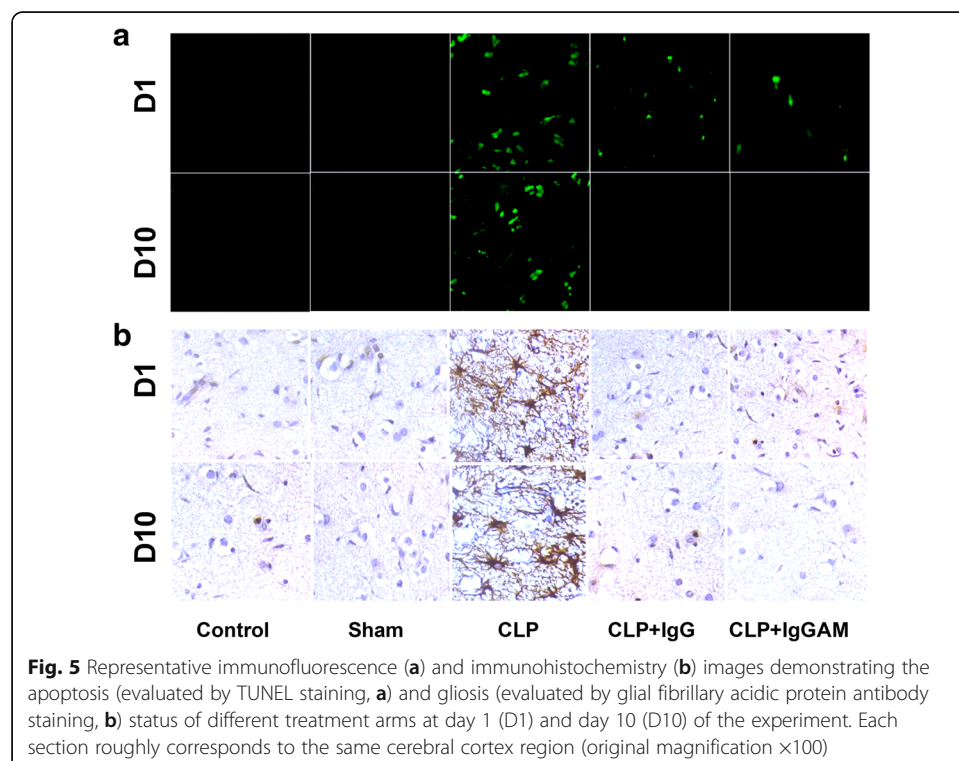 a
D1
D10
b
D1
D10
Control Sham CLP CLP+IgG CLP+IgGAM
Fig. 5 Representative immunofluorescence (a) and immunohistochemistry (b) images demonstrating the
apoptosis (evaluated by TUNEL staining, a) and gliosis (evaluated by glial fibrillary acidic protein antibody
staining, b) status of different treatment arms at day 1 (D1) and day 10 (D10) of the experiment. Each
section roughly corresponds to the same cerebral cortex region (original magnification ×100)